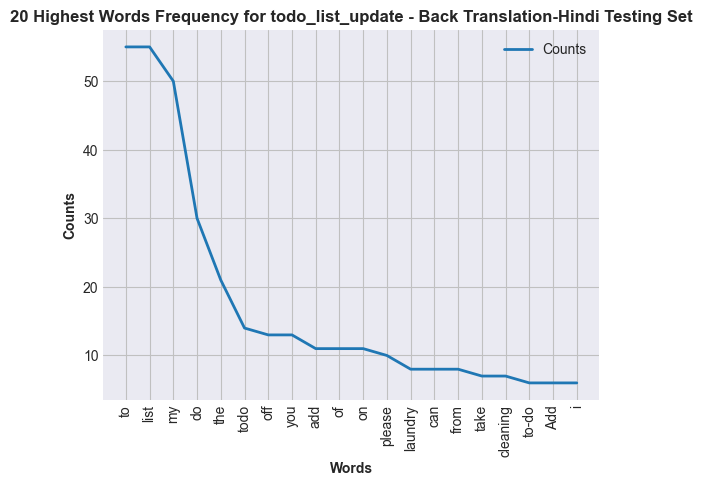 20 Highest Words Frequency for todo_list_update - Back Translation-Hindi Testing Set
Counts
50
40
30
20
10
Counts
to
list
my
do
the
todo
off
you
add
of
on
please
laundry
can
from
take
cleaning
to-do
Add
i
Words